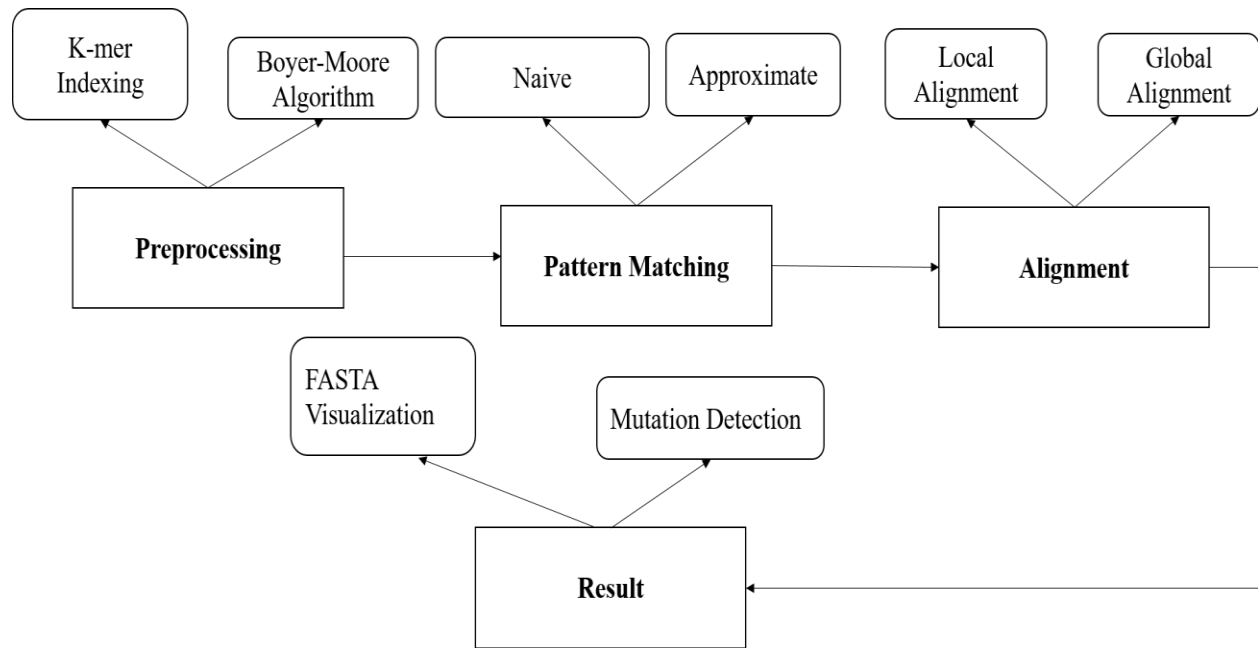 K-mer
Indexing
Boyer-Moore
Algorithm
Naive
Approximate
Local
Alignment
Global
Alignment
Preprocessing
Pattern Matching
Alignment
FASTA
Visualization
Mutation Detection
Result